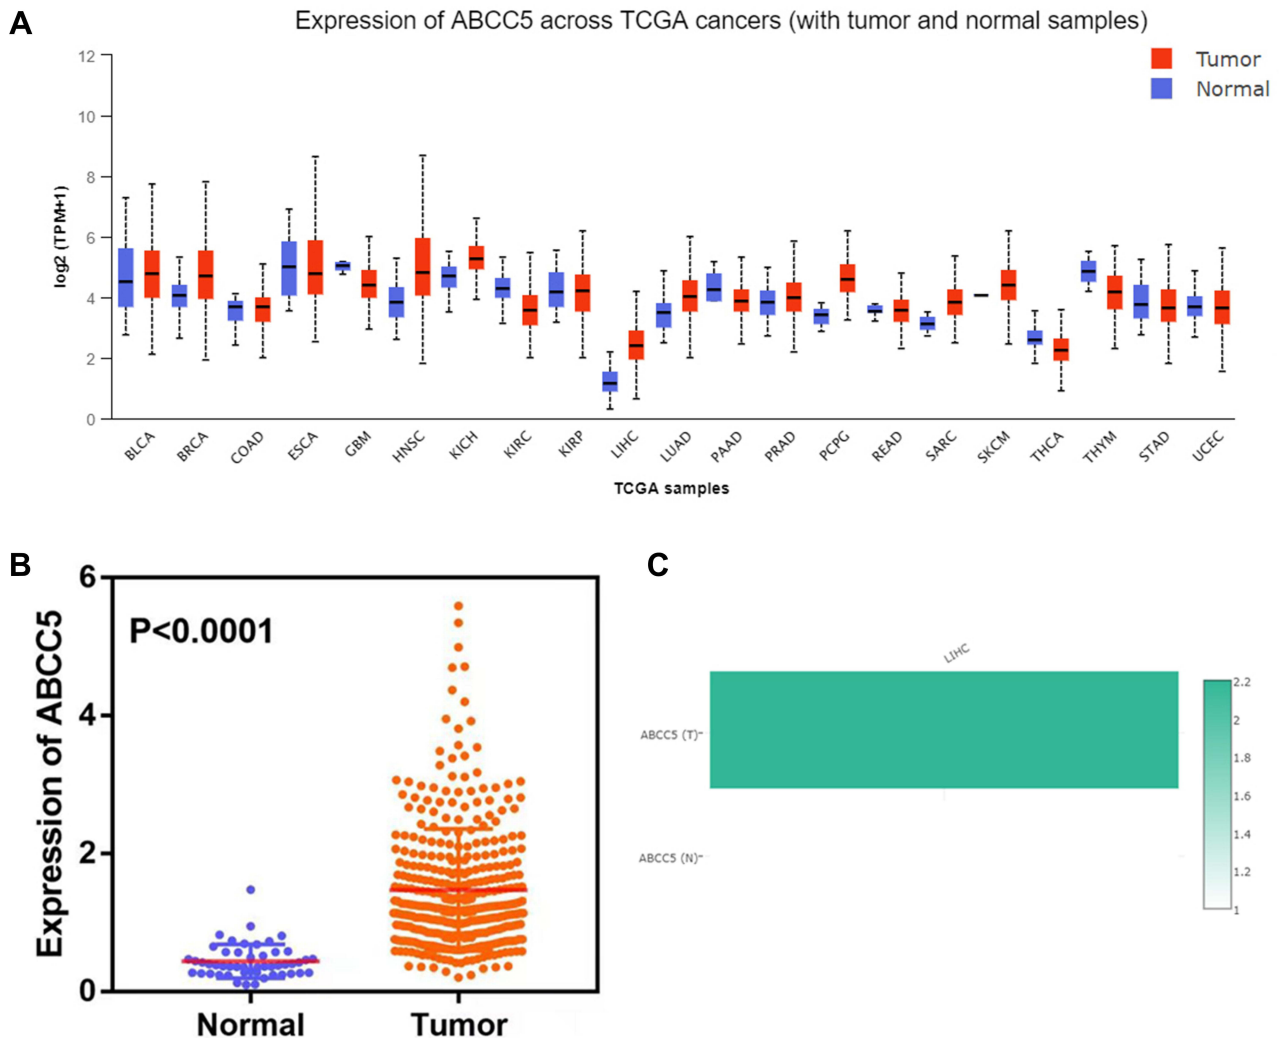 A
Expression of ABCC5 across TCGA cancers (with tumor and normal samples)
Tumor
Normal
log2 (TPM+1)
12
10
8
6
4
2
0
BLCA BRCA COAD ESCA GBM HNSC KICH KIRC KIRP LIHC LUAD PAAD PRAD PCPG READ SARC SKCM THCA THYM STAD UCEC
TCGA samples
B
Expression of ABCC5
6
4
2
0
P<0.0001
Normal Tumor
C
LIHC
ABCC5 (T)
ABCC5 (N)
2.2
2
1.8
1.6
1.4
1.2
1